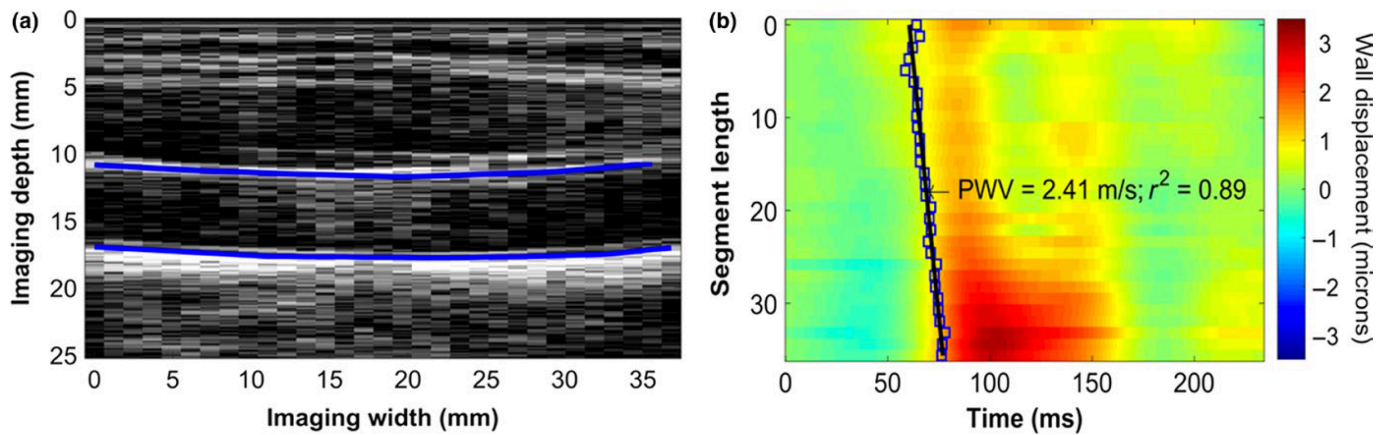 (a)
0
5
10
15
20
25
Imaging depth (mm)
0 5 10 15 20 25 30 35
Imaging width (mm)
(b)
0
10
20
30
Segment length
PWV = 2.41 m/s; r² = 0.89
0 50 100 150 200
Time (ms)
3
2
1
0
−1
−2
−3
Wall displacement (microns)